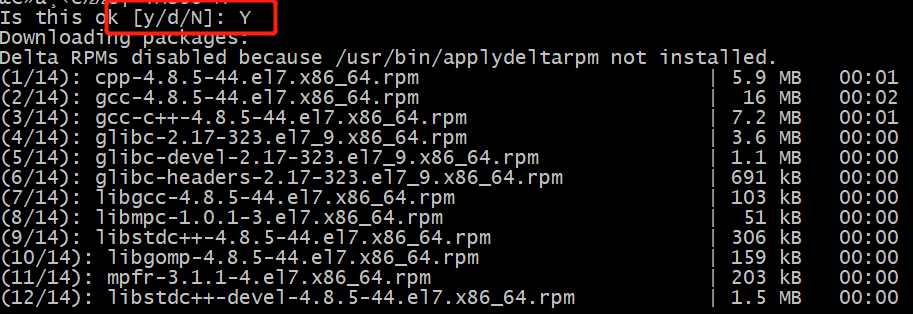 Is this ok [y/d/N]: Y
Downloading packages:
Delta RPMs disabled because /usr/bin/applydeltarpm not installed.
(1/14): cpp-4.8.5-44.el7.x86_64.rpm | 5.9 MB 00:01
(2/14): gcc-4.8.5-44.el7.x86_64.rpm | 16 MB 00:02
(3/14): gcc-c++-4.8.5-44.el7.x86_64.rpm | 7.2 MB 00:01
(4/14): glibc-2.17-323.el7_9.x86_64.rpm | 3.6 MB 00:00
(5/14): glibc-devel-2.17-323.el7_9.x86_64.rpm | 1.1 MB 00:00
(6/14): glibc-headers-2.17-323.el7_9.x86_64.rpm | 691 kB 00:00
(7/14): libgcc-4.8.5-44.el7.x86_64.rpm | 103 kB 00:00
(8/14): libmpc-1.0.1-3.el7.x86_64.rpm | 51 kB 00:00
(9/14): libstdc++-4.8.5-44.el7.x86_64.rpm | 306 kB 00:00
(10/14): libgomp-4.8.5-44.el7.x86_64.rpm | 159 kB 00:00
(11/14): mpfr-3.1.1-4.el7.x86_64.rpm | 203 kB 00:00
(12/14): libstdc++-devel-4.8.5-44.el7.x86_64.rpm | 1.5 MB 00:00